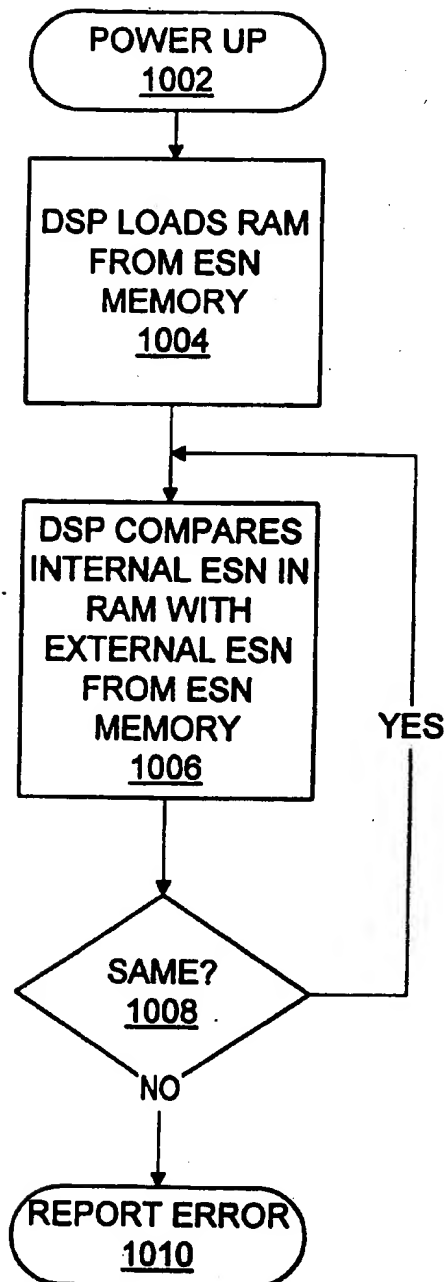 POWER UP
1002
DSP LOADS RAM
FROM ESN
MEMORY
1004
DSP COMPARES
INTERNAL ESN IN
RAM WITH
EXTERNAL ESN
FROM ESN
MEMORY
1006
YES
SAME?
1008
NO
REPORT ERROR
1010